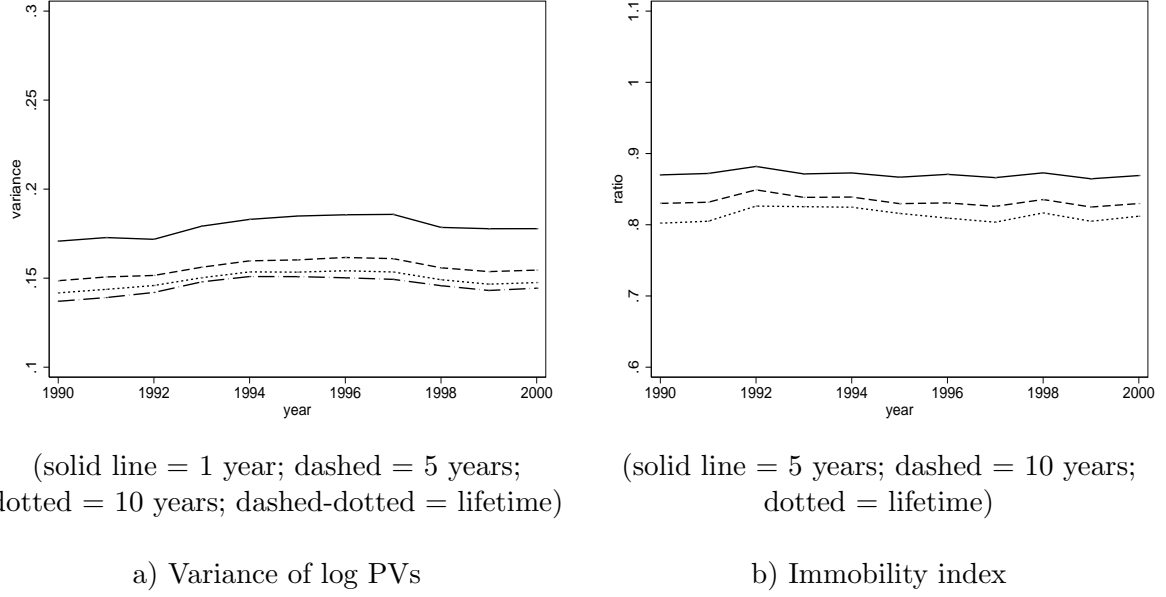 .3
.25
.2
.15
.1
variance
1990 1992 1994 1996 1998 2000
year
(solid line = 1 year; dashed = 5 years;
dotted = 10 years; dashed-dotted = lifetime)
a) Variance of log PVs
1.1
1
.9
.8
.7
.6
ratio
1990 1992 1994 1996 1998 2000
year
(solid line = 5 years; dashed = 10 years;
dotted = lifetime)
b) Immobility index